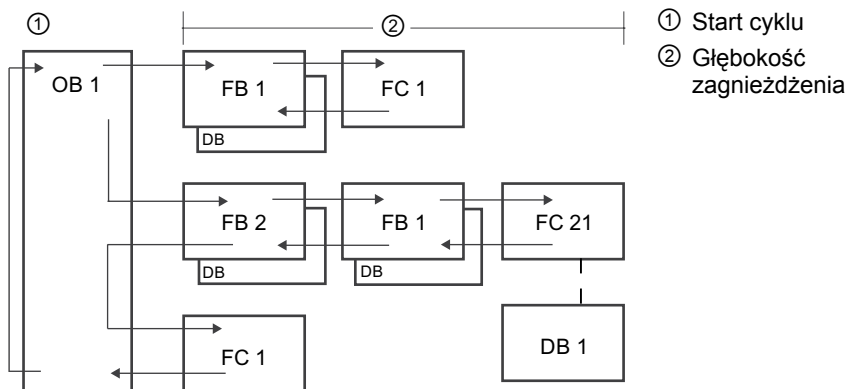 ①
②
① Start cyklu
② Głębokość
zagnieżdżenia
OB 1
FB 1
FC 1
DB
FB 2
FB 1
FC 21
DB
DB
FC 1
DB 1